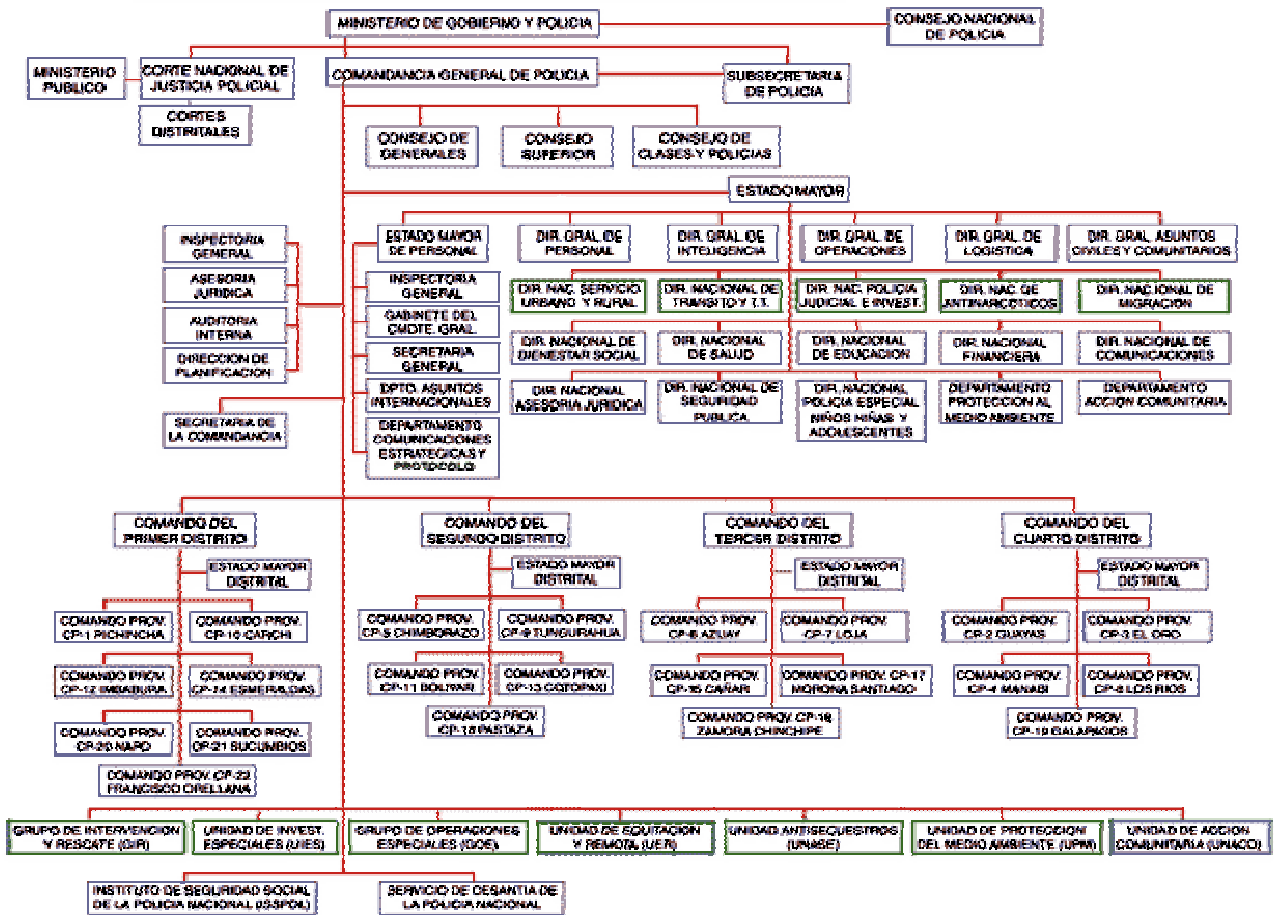 MINISTERIO DE GOBIERNO Y POLICIA
CONSEJO NACIONAL
DE POLICIA
MINISTERIO
PUBLICO
CORTE NACIONAL DE
JUSTICIA POLICIAL
COMANDANCIA GENERAL DE POLICIA
SUBSECRETARIA
DE POLICIA
CORTES
DISTRITALES
CONSEJO DE
GENERALES
CONSEJO
SUPERIOR
CONSEJO DE
CLASES Y POLICIAS
ESTADO MAYOR
INSPECTORIA
GENERAL
ASESORIA
JURIDICA
AUDITORIA
INTERNA
DIRECCION DE
PLANIFICACION
SECRETARIA DE
LA COMANDANCIA
ESTADO MAYOR
DE PERSONAL
INSPECTORIA
GENERAL
GABINETE DEL
CMDTE. GRAL.
SECRETARIA
GENERAL
DPTO. ASUNTOS
INTERNACIONALES
DEPARTAMENTO
COMUNICACIONES
ESTRATEGICAS Y
PROTOCOLO
DIR. GRAL. DE
PERSONAL
DIR. GRAL. DE
INTELIGENCIA
DIR. GRAL. DE
OPERACIONES
DIR. GRAL. DE
LOGISTICA
DIR. GRAL. ASUNTOS
CIVILES Y COMUNITARIOS
DIR. NAC. SERVICIO
URBANO Y RURAL
DIR. NACIONAL DE
TRANSITO Y T.T.
DIR. NAC. POLICIA
JUDICIAL E INVEST.
DIR. NAC. DE
ANTINARCOTICOS
DIR. NACIONAL DE
MIGRACION
DIR. NACIONAL DE
BIENESTAR SOCIAL
DIR. NACIONAL
DE SALUD
DIR. NACIONAL
DE EDUCACION
DIR. NACIONAL
FINANCIERA
DIR. NACIONAL DE
COMUNICACIONES
DIR. NACIONAL
ASESORIA JURIDICA
DIR. NACIONAL DE
SEGURIDAD
PUBLICA
DIR. NACIONAL
POLICIA ESPECIAL
NIÑOS NIÑAS Y
ADOLESCENTES
DEPARTAMENTO
PROTECCION AL
MEDIO AMBIENTE
DEPARTAMENTO
ACCION COMUNITARIA
COMANDO DEL
PRIMER DISTRITO
COMANDO DEL
SEGUNDO DISTRITO
COMANDO DEL
TERCER DISTRITO
COMANDO DEL
CUARTO DISTRITO
ESTADO MAYOR
DISTRITAL
ESTADO MAYOR
DISTRITAL
ESTADO MAYOR
DISTRITAL
ESTADO MAYOR
DISTRITAL
COMANDO PROV.
CP-1 PICHINCHA
COMANDO PROV.
CP-10 CARCHI
COMANDO PROV.
CP-5 CHIMBORAZO
COMANDO PROV.
CP-9 TUNGURAHUA
COMANDO PROV.
CP-6 AZUAY
COMANDO PROV.
CP-7 LOJA
COMANDO PROV.
CP-2 GUAYAS
COMANDO PROV.
CP-3 EL ORO
COMANDO PROV.
CP-12 IMBABURA
COMANDO PROV.
CP-14 ESMERALDAS
COMANDO PROV.
CP-11 BOLIVAR
COMANDO PROV.
CP-13 COTOPAXI
COMANDO PROV.
CAÑAR
COMANDO PROV. CP-17
MORONA SANTIAGO
COMANDO PROV.
CP-4 MANABI
COMANDO PROV.
CP-8 LOS RIOS
COMANDO PROV.
CP-20 NAPO
COMANDO PROV.
CP-21 SUCUMBIOS
COMANDO PROV.
PASTAZA
COMANDO PROV.
ZAMORA CHINCHIPE
COMANDO PROV.
CP-19 GALAPAGOS
COMANDO PROV. CP-22
FRANCISCO ORELLANA
GRUPO DE INTERVENCION
Y RESCATE (GIR)
UNIDAD DE INVEST.
ESPECIALES (UIES)
GRUPO DE OPERACIONES
ESPECIALES (GOE)
UNIDAD DE EQUITACION
Y REMOTA (UER)
UNIDAD ANTISEQUESTROS
(UNASE)
UNIDAD DE PROTECCION
DEL MEDIO AMBIENTE (UPM)
UNIDAD DE ACCION
COMUNITARIA (UNACO)
INSTITUTO DE SEGURIDAD SOCIAL
DE LA POLICIA NACIONAL (ISSPOL)
SERVICIO DE CESANTIA DE
LA POLICIA NACIONAL